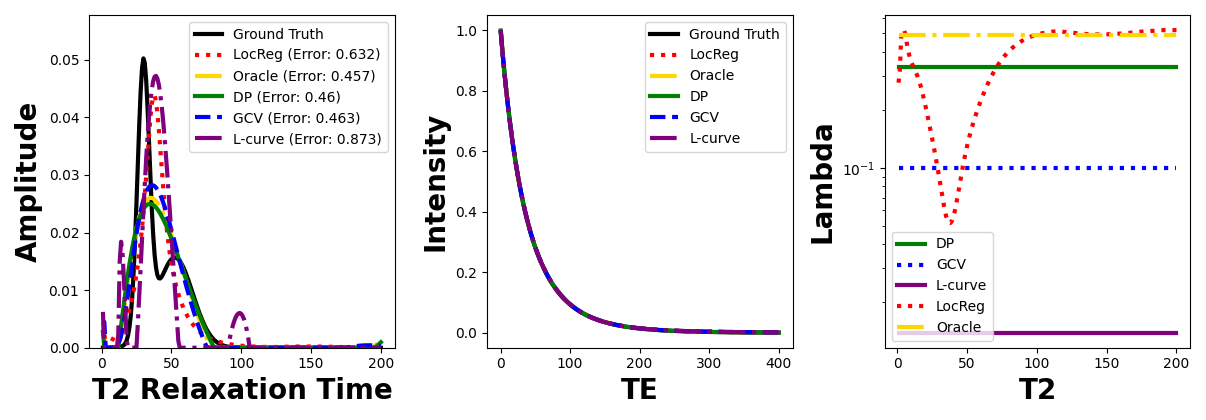 Amplitude
0.05
0.04
0.03
0.02
0.01
0.00
0
50
100
150
200
T2 Relaxation Time
Ground Truth
LocReg (Error: 0.632)
Oracle (Error: 0.457)
DP (Error: 0.46)
GCV (Error: 0.463)
L-curve (Error: 0.873)
Intensity
1.0
0.8
0.6
0.4
0.2
0.0
0
100
200
300
400
TE
Ground Truth
LocReg
Oracle
DP
GCV
L-curve
Lambda
10⁻¹
0
50
100
150
200
T2
DP
GCV
L-curve
LocReg
Oracle